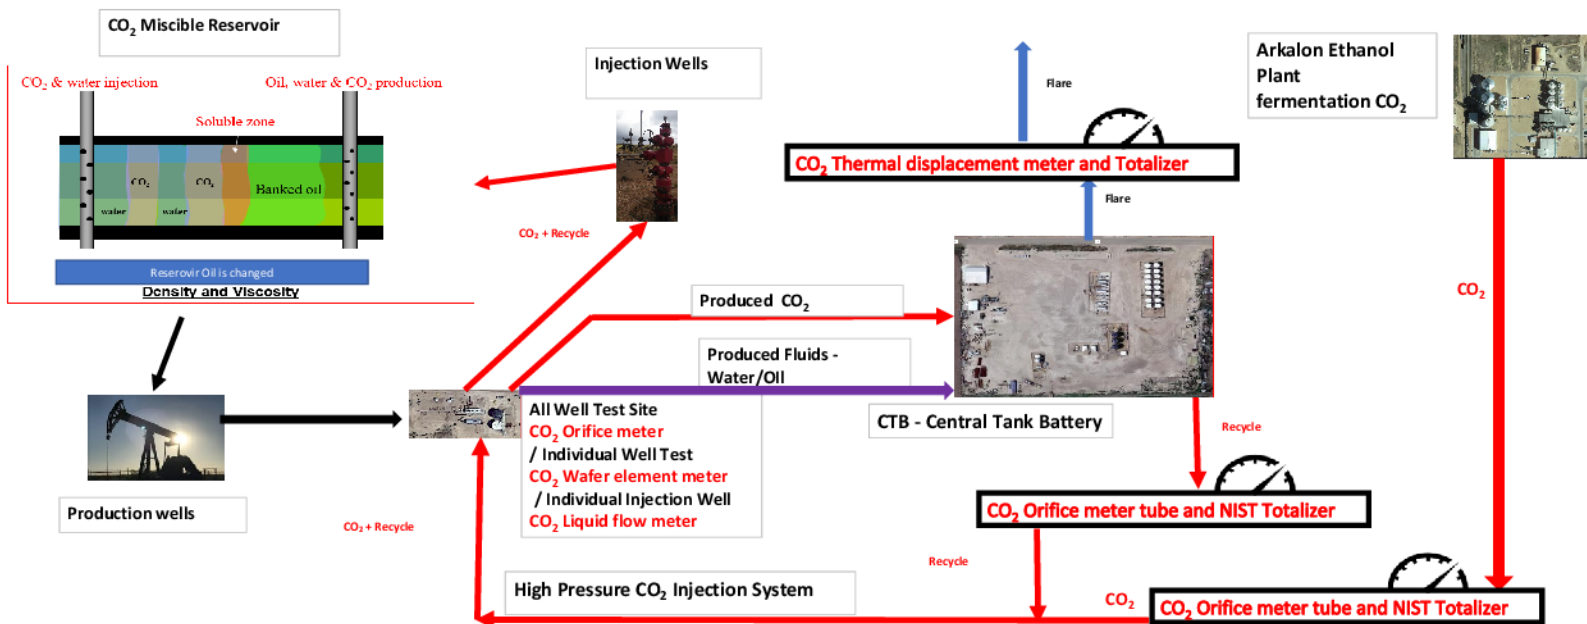 CO₂ Miscible Reservoir
CO₂ & water injection
Oil, water & CO₂ production
Soluble zone
CO₂
CO₂
Banked oil
water
water
Reservoir Oil is changed
Density and Viscosity
Injection Wells
CO₂ + Recycle
Flare
CO₂ Thermal displacement meter and Totalizer
Flare
Arkalon Ethanol
Plant
fermentation CO₂
CO₂
Produced CO₂
Produced Fluids -
Water/Oil
CTB - Central Tank Battery
Production wells
All Well Test Site
CO₂ Orifice meter
/ Individual Well Test
CO₂ Wafer element meter
/ Individual Injection Well
CO₂ Liquid flow meter
CO₂ + Recycle
Recycle
CO₂ Orifice meter tube and NIST Totalizer
Recycle
High Pressure CO₂ Injection System
CO₂
CO₂ Orifice meter tube and NIST Totalizer